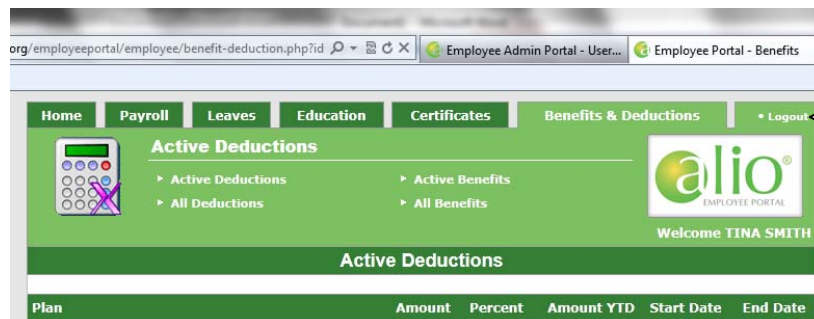 org/employeeportal/employee/benefit-deduction.php?id
Employee Admin Portal - User...
Employee Portal - Benefits
Home Payroll Leaves Education Certificates Benefits & Deductions • Logout
Active Deductions
Active Deductions Active Benefits
All Deductions All Benefits
alio®
EMPLOYEE PORTAL
Welcome TINA SMITH
Active Deductions
Plan Amount Percent Amount YTD Start Date End Date